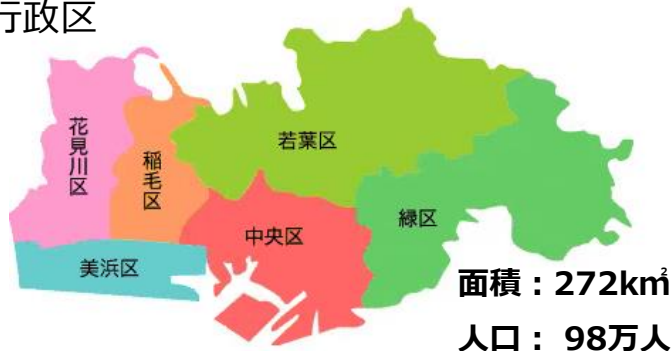 行政区
花見川区
稲毛区
若葉区
中央区
緑区
美浜区
面積：272k㎡
人口： 98万人